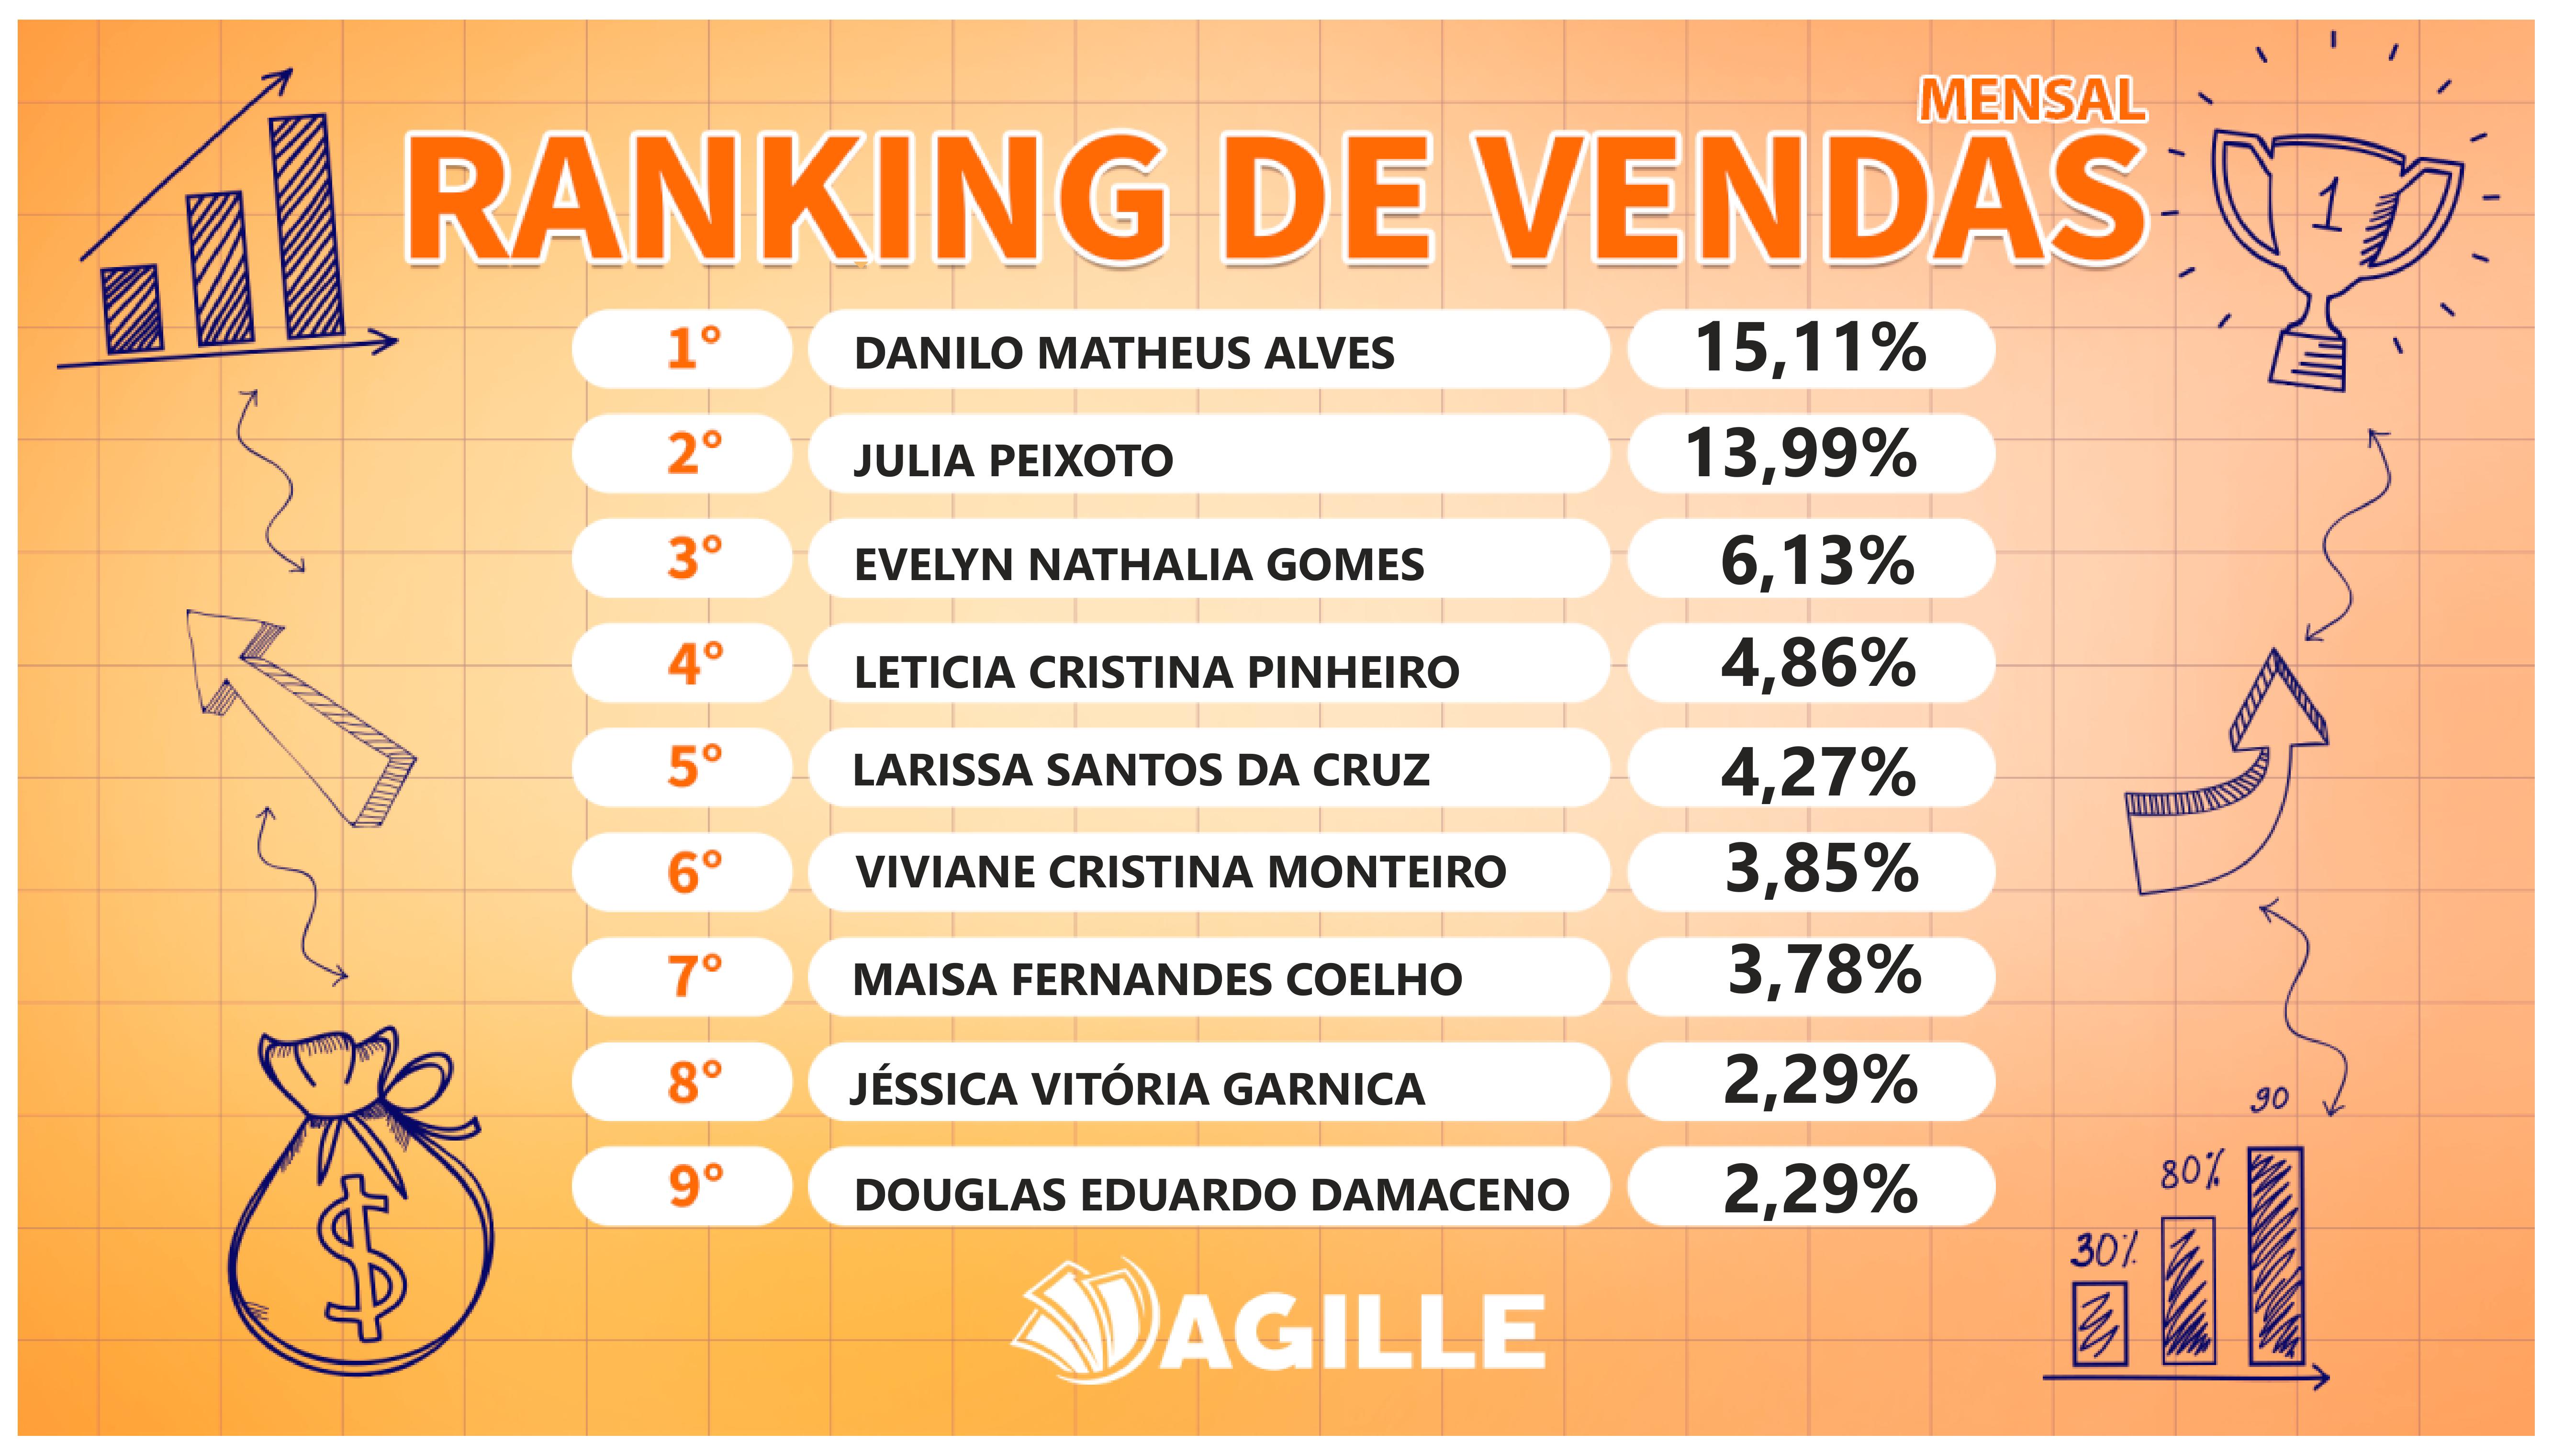 MENSAL
RANKING DE VENDAS
1
1° DANILO MATHEUS ALVES 15,11%
2° JULIA PEIXOTO 13,99%
3° EVELYN NATHALIA GOMES 6,13%
4° LETICIA CRISTINA PINHEIRO 4,86%
5° LARISSA SANTOS DA CRUZ 4,27%
6° VIVIANE CRISTINA MONTEIRO 3,85%
7° MAISA FERNANDES COELHO 3,78%
8° JÉSSICA VITÓRIA GARNICA 2,29%
9° DOUGLAS EDUARDO DAMACENO 2,29%
$
30%
80%
90
AGILLE